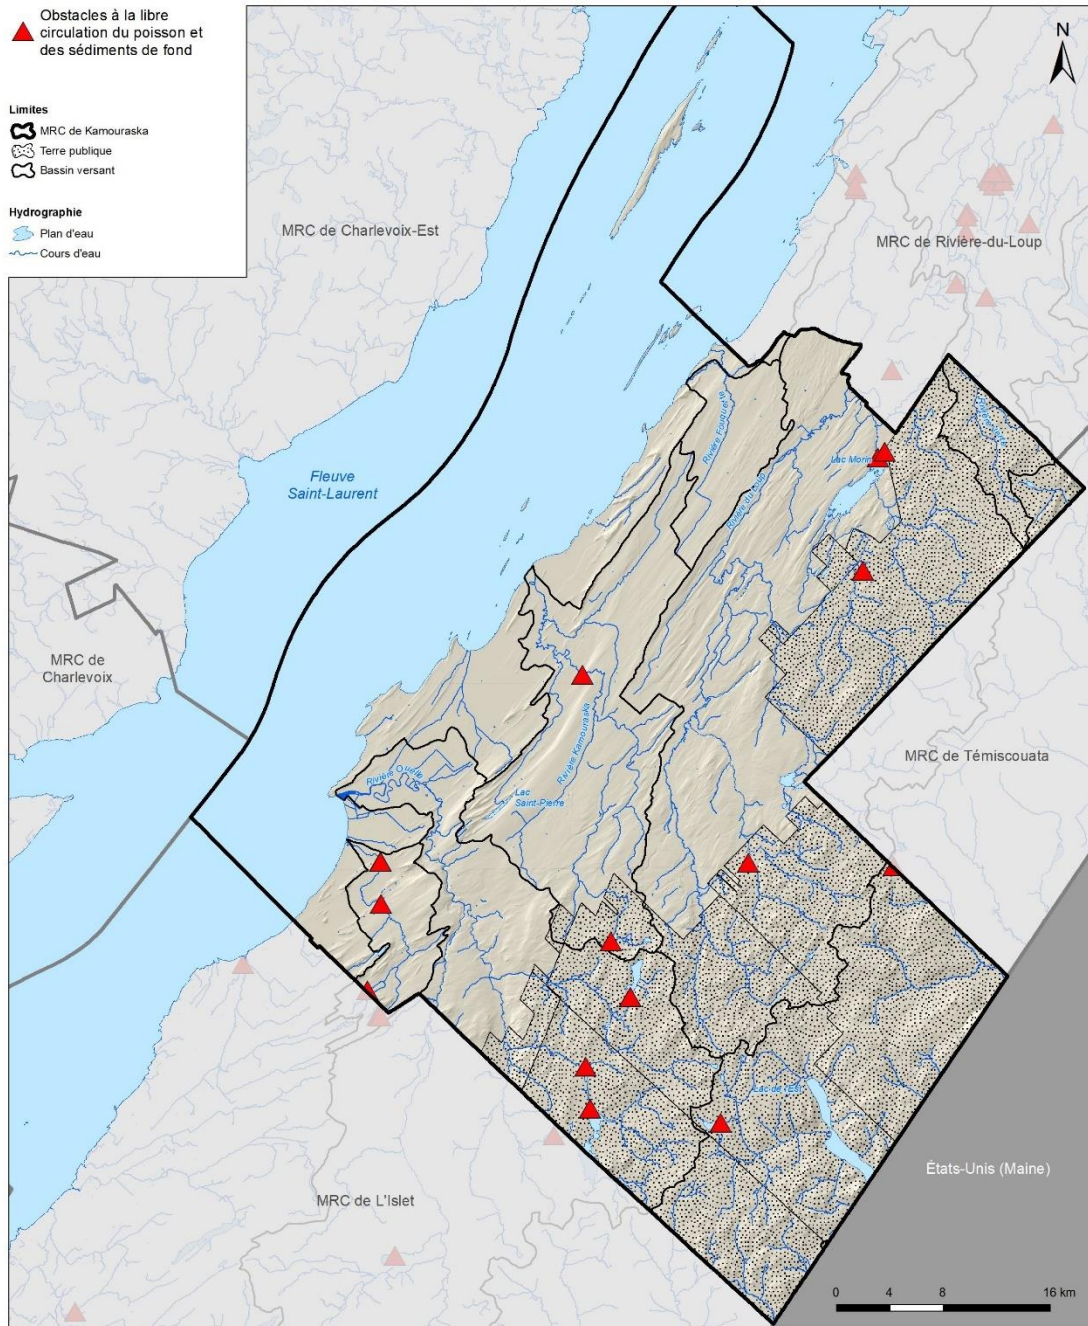 Obstacles à la libre
circulation du poisson et
des sédiments de fond
Limites
MRC de Kamouraska
Terre publique
Bassin versant
Hydrographie
Plan d'eau
Cours d'eau
N
MRC de Charlevoix-Est
MRC de Rivière-du-Loup
Rivière Fouquette
Lac Morin
Fleuve
Saint-Laurent
Rivière du Loup
MRC de
Charlevoix
Rivière Kamouraska
MRC de Témiscouata
Rivière Ouelle
Lac
Saint-Pierre
Lac de l'Est
États-Unis (Maine)
MRC de L'Islet
0 4 8 16 km